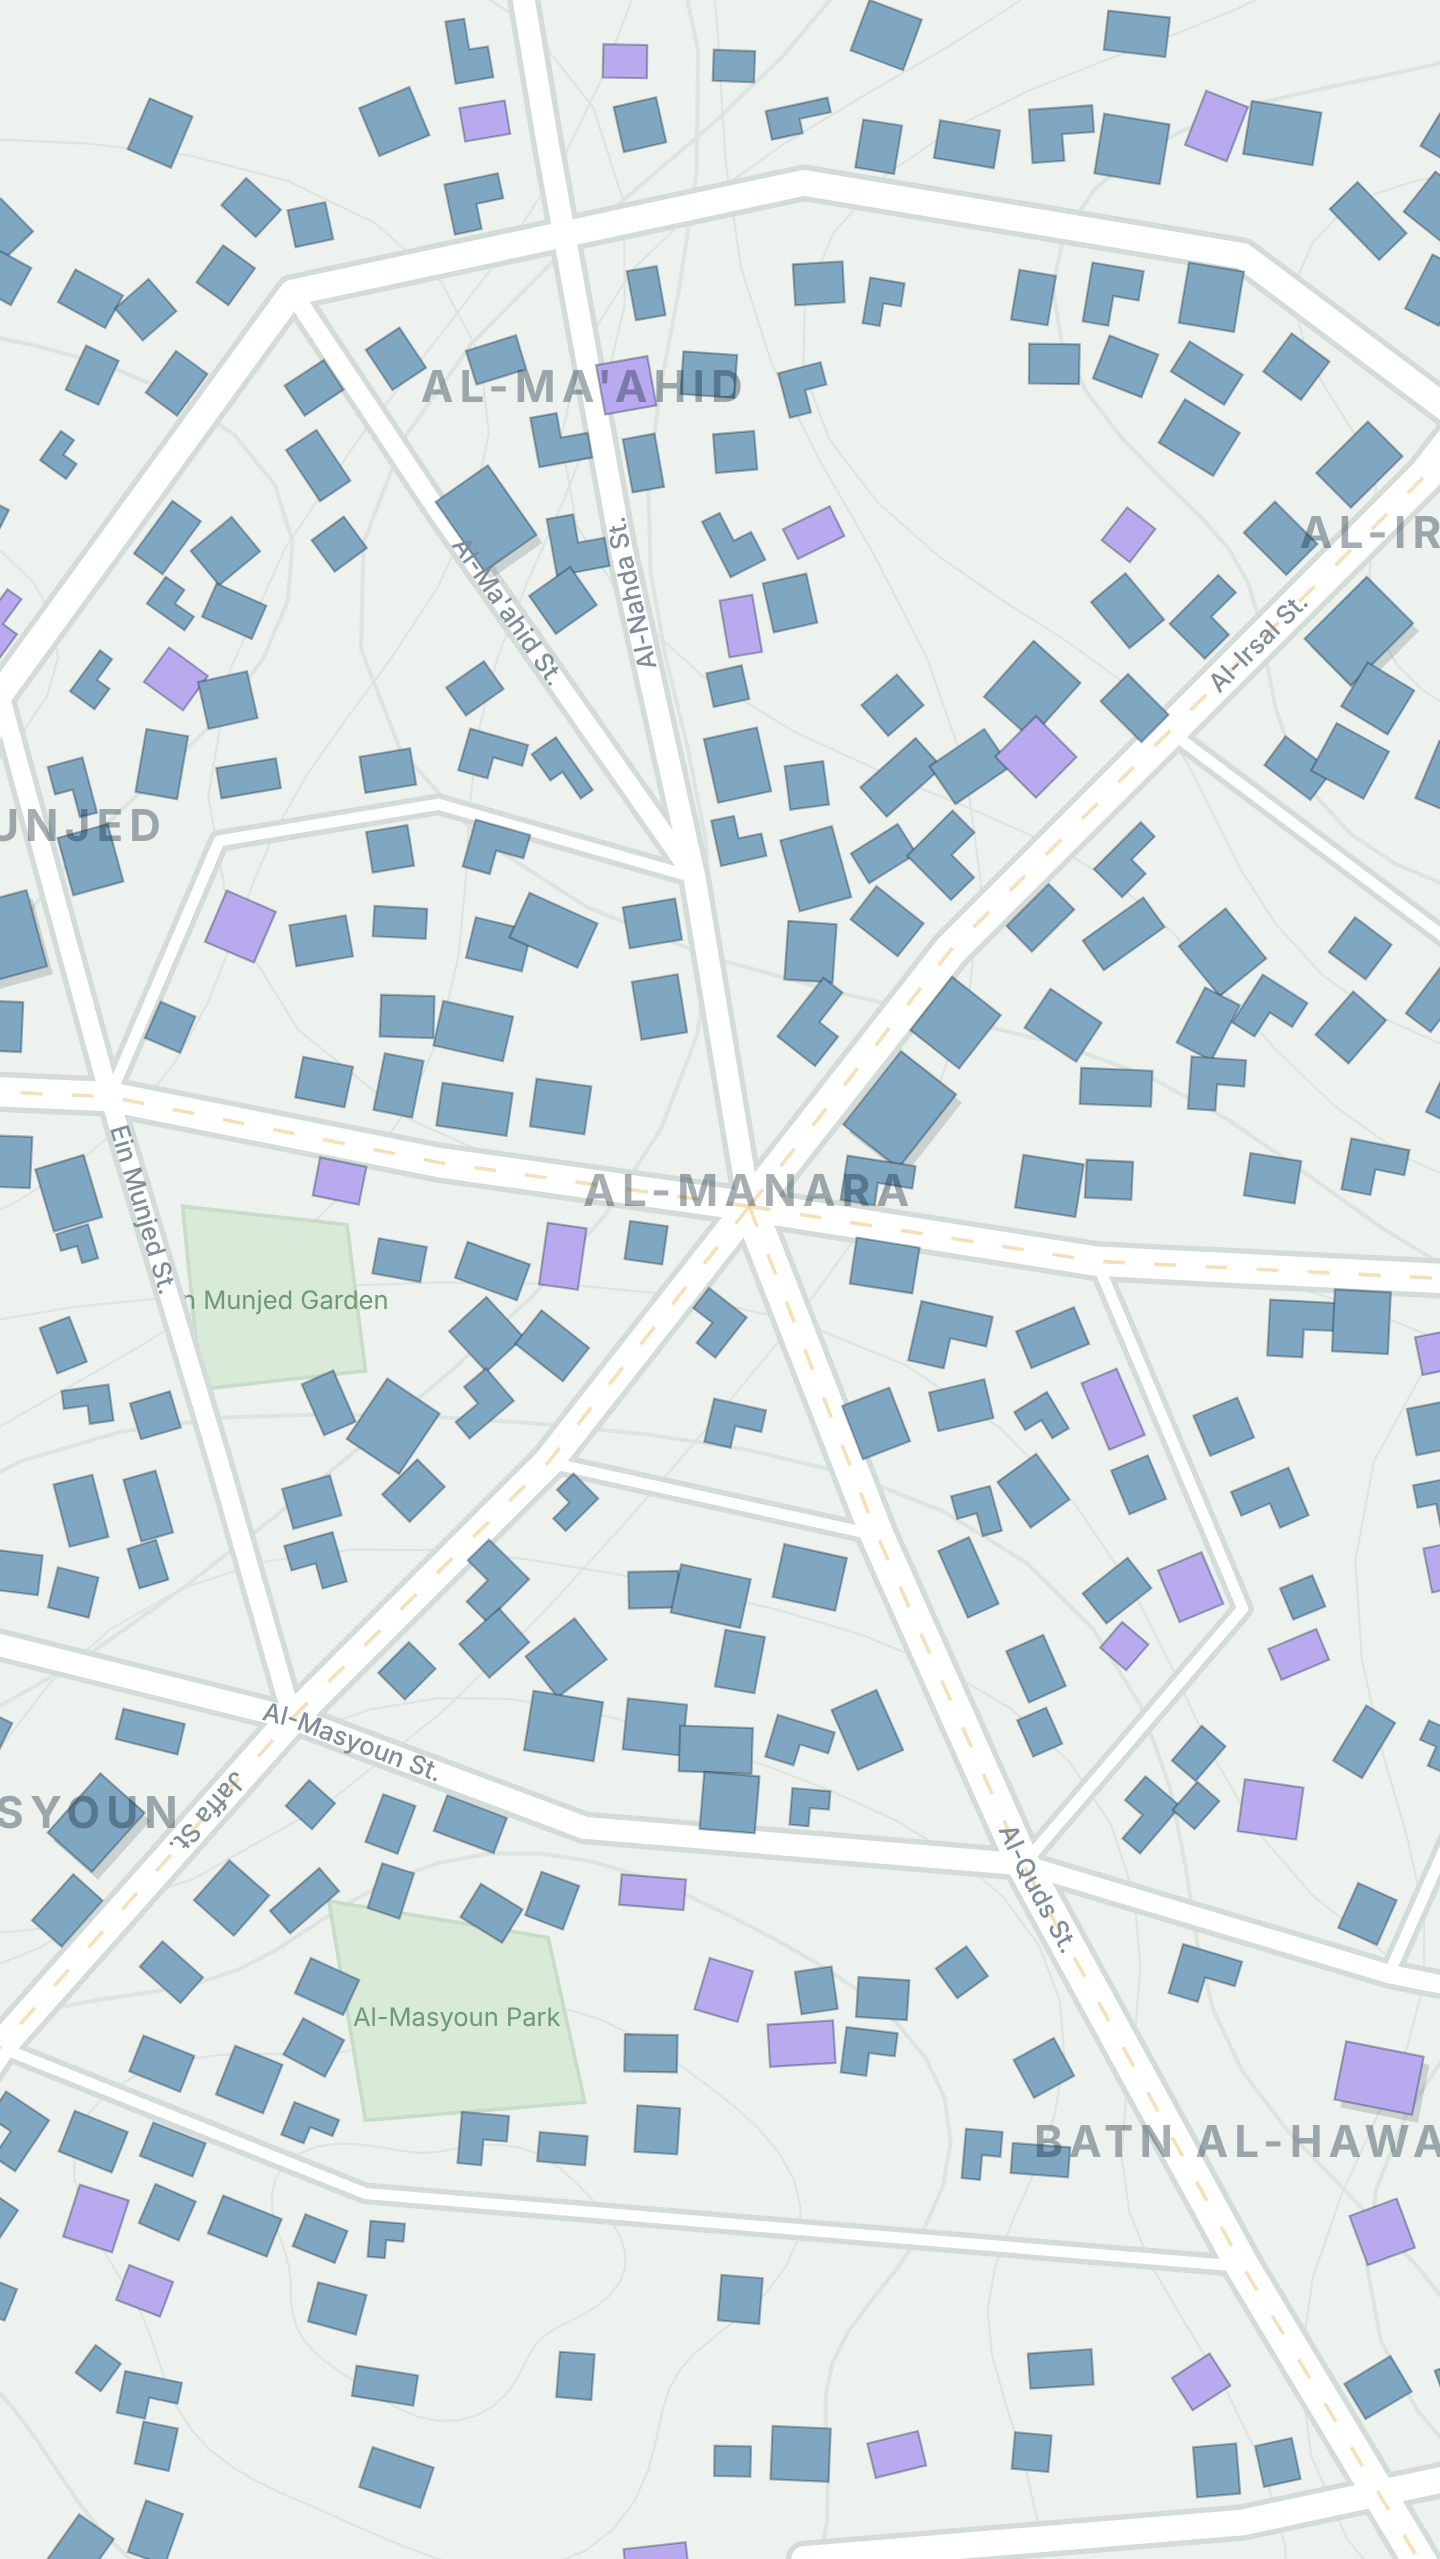 AL-MA'AHID
AL-IR
Al-Nahda St.
Al-Ma'ahid St.
Al-Irsal St.
UNJED
AL-MANARA
Ein Munjed St.
n Munjed Garden
Al-Masyoun St.
SYOUN
Jaffa St.
Al-Quds St.
Al-Masyoun Park
BATN AL-HAWA